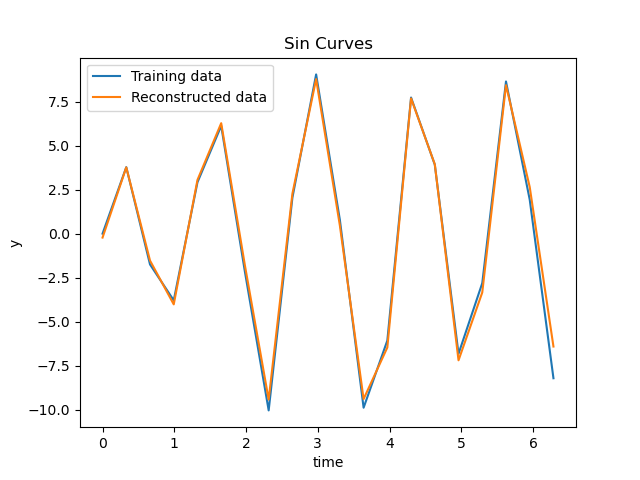 Sin Curves
Training data
Reconstructed data
7.5
5.0
2.5
0.0
−2.5
−5.0
−7.5
−10.0
y
0 1 2 3 4 5 6
time